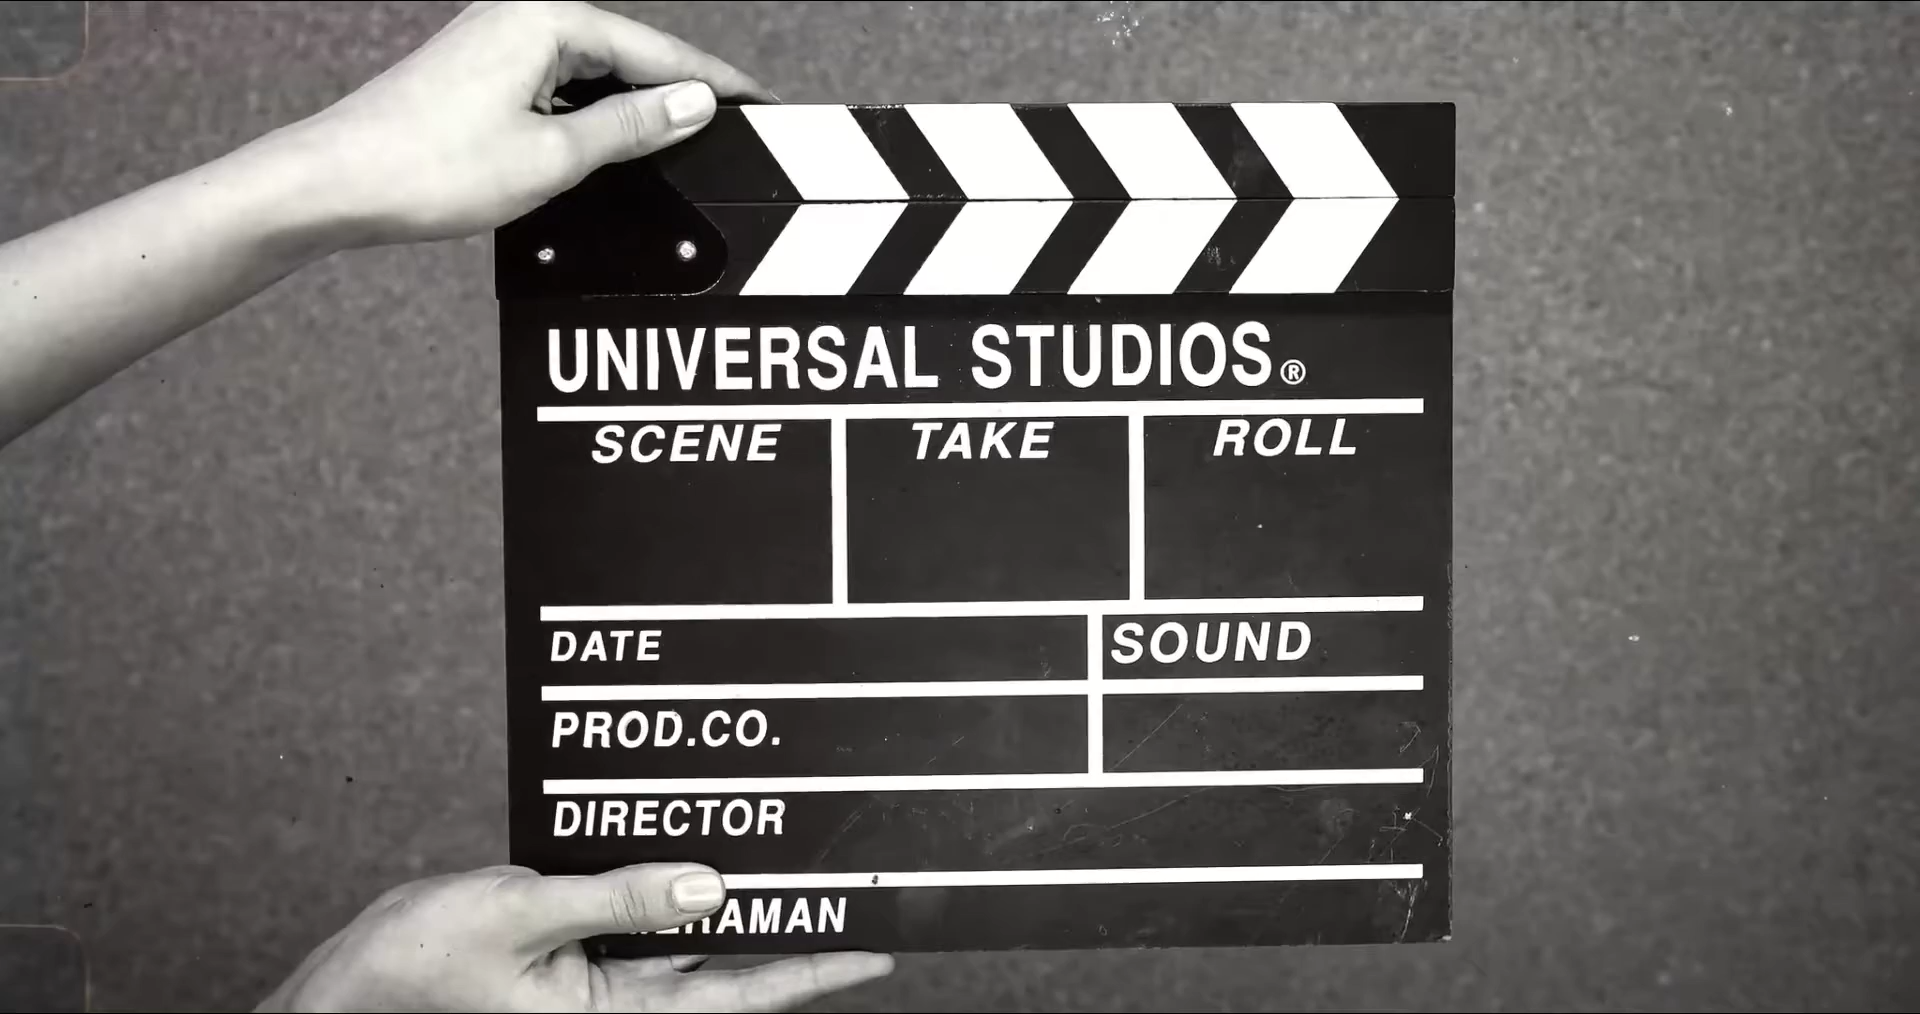 UNIVERSAL STUDIOS®
SCENE TAKE ROLL
DATE SOUND
PROD.CO.
DIRECTOR